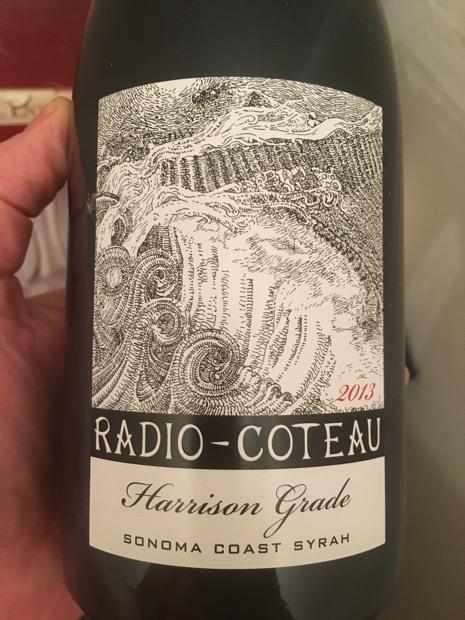 2013
RADIO-COTEAU
Harrison Grade
SONOMA COAST SYRAH